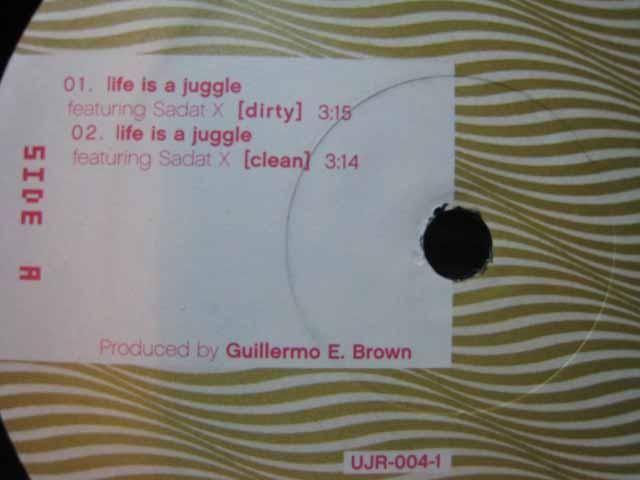 01. life is a juggle
featuring Sadat X [dirty] 3:15
02. life is a juggle
featuring Sadat X [clean] 3:14
SIDE A
Produced by Guillermo E. Brown
UJR-004-1